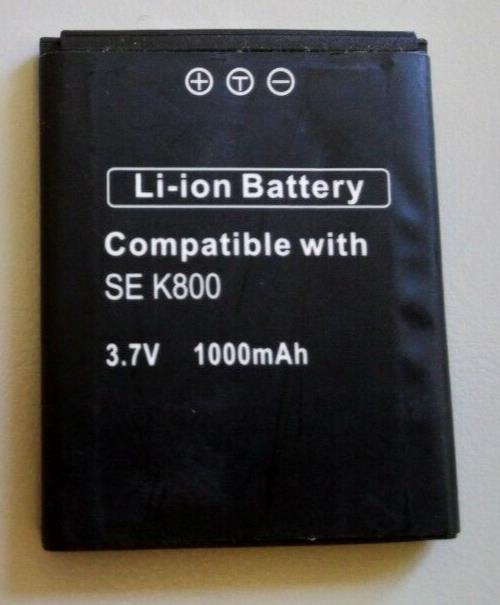 + T −
Li-ion Battery
Compatible with
SE K800
3.7V 1000mAh